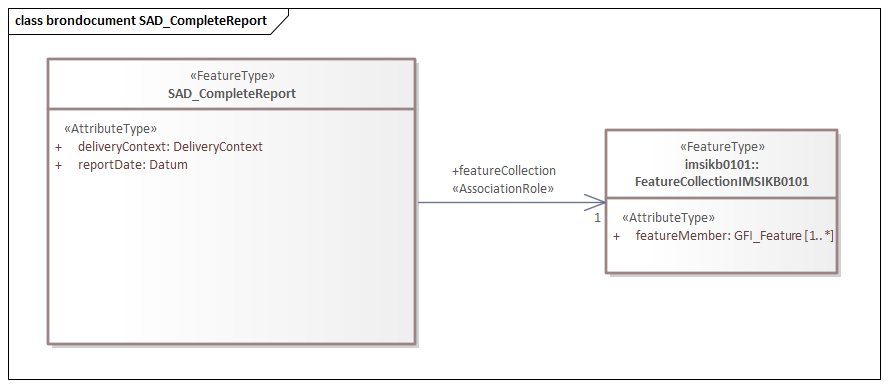 class brondocument SAD_CompleteReport
«FeatureType»
SAD_CompleteReport
«AttributeType»
+ deliveryContext: DeliveryContext
+ reportDate: Datum
+featureCollection
«AssociationRole»
1
«FeatureType»
imsikb0101::
FeatureCollectionIMSIKB0101
«AttributeType»
+ featureMember: GFI_Feature [1..*]